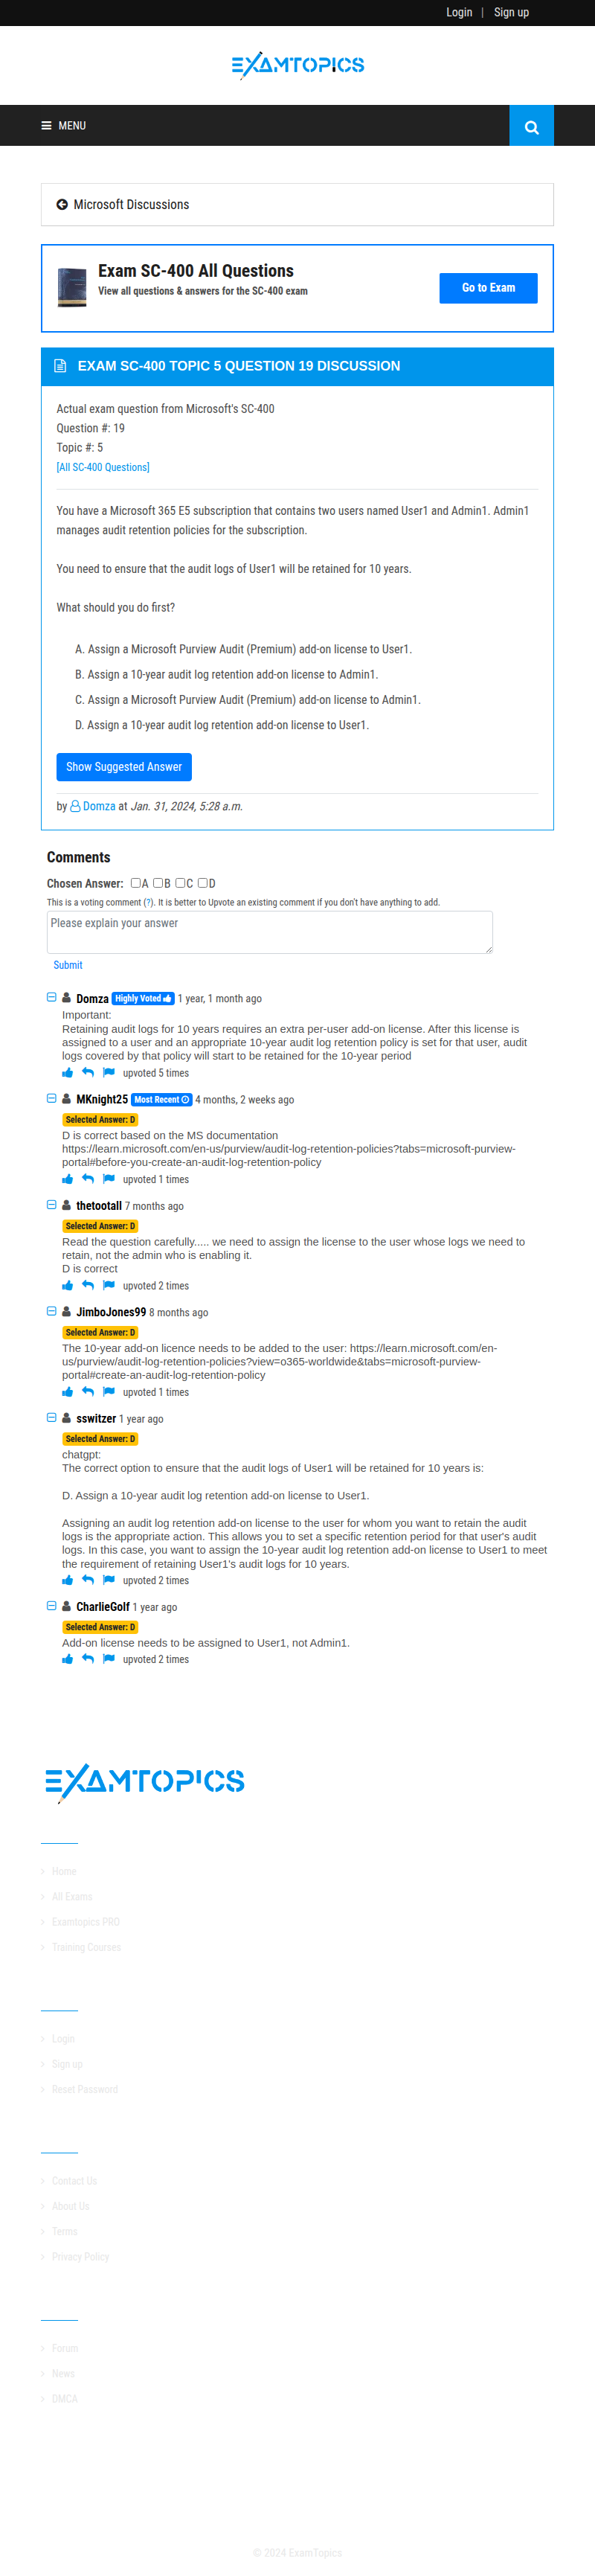 Login | Sign up
EXAMTOPICS
MENU
Microsoft Discussions
Exam SC-400 All Questions
View all questions & answers for the SC-400 exam
Go to Exam
EXAM SC-400 TOPIC 5 QUESTION 19 DISCUSSION
Actual exam question from Microsoft's SC-400
Question #: 19
Topic #: 5
[All SC-400 Questions]
You have a Microsoft 365 E5 subscription that contains two users named User1 and Admin1. Admin1
manages audit retention policies for the subscription.
You need to ensure that the audit logs of User1 will be retained for 10 years.
What should you do first?
A. Assign a Microsoft Purview Audit (Premium) add-on license to User1.
B. Assign a 10-year audit log retention add-on license to Admin1.
C. Assign a Microsoft Purview Audit (Premium) add-on license to Admin1.
D. Assign a 10-year audit log retention add-on license to User1.
Show Suggested Answer
by Domza at Jan. 31, 2024, 5:28 a.m.
Comments
Chosen Answer: A B C D
This is a voting comment (?). It is better to Upvote an existing comment if you don't have anything to add.
Please explain your answer
Submit
Domza Highly Voted 1 year, 1 month ago
Important:
Retaining audit logs for 10 years requires an extra per-user add-on license. After this license is
assigned to a user and an appropriate 10-year audit log retention policy is set for that user, audit
logs covered by that policy will start to be retained for the 10-year period
upvoted 5 times
MKnight25 Most Recent 4 months, 2 weeks ago
Selected Answer: D
D is correct based on the MS documentation
https://learn.microsoft.com/en-us/purview/audit-log-retention-policies?tabs=microsoft-purview-
portal#before-you-create-an-audit-log-retention-policy
upvoted 1 times
thetootall 7 months ago
Selected Answer: D
Read the question carefully..... we need to assign the license to the user whose logs we need to
retain, not the admin who is enabling it.
D is correct
upvoted 2 times
JimboJones99 8 months ago
Selected Answer: D
The 10-year add-on licence needs to be added to the user: https://learn.microsoft.com/en-
us/purview/audit-log-retention-policies?view=o365-worldwide&tabs=microsoft-purview-
portal#create-an-audit-log-retention-policy
upvoted 1 times
sswitzer 1 year ago
Selected Answer: D
chatgpt:
The correct option to ensure that the audit logs of User1 will be retained for 10 years is:
D. Assign a 10-year audit log retention add-on license to User1.
Assigning an audit log retention add-on license to the user for whom you want to retain the audit
logs is the appropriate action. This allows you to set a specific retention period for that user's audit
logs. In this case, you want to assign the 10-year audit log retention add-on license to User1 to meet
the requirement of retaining User1's audit logs for 10 years.
upvoted 2 times
CharlieGolf 1 year ago
Selected Answer: D
Add-on license needs to be assigned to User1, not Admin1.
upvoted 2 times
EXAMTOPICS
Home
All Exams
Examtopics PRO
Training Courses
Login
Sign up
Reset Password
Contact Us
About Us
Terms
Privacy Policy
Forum
News
DMCA
© 2024 ExamTopics